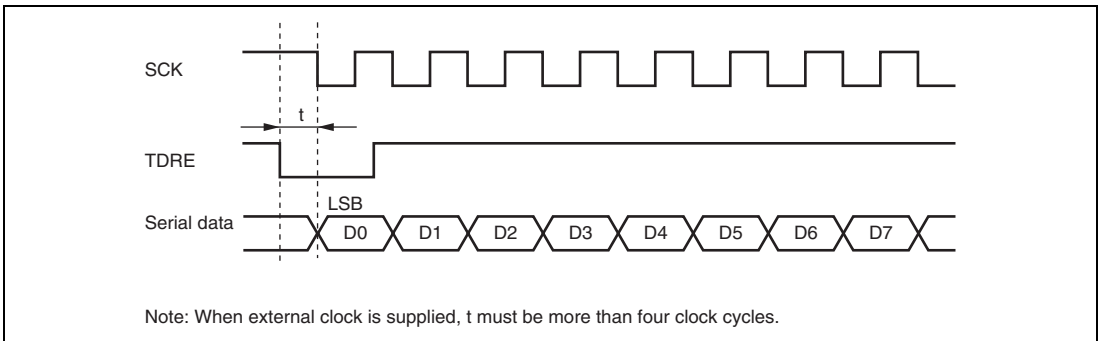 SCK
t
TDRE
LSB
Serial data
D0 D1 D2 D3 D4 D5 D6 D7
Note: When external clock is supplied, t must be more than four clock cycles.